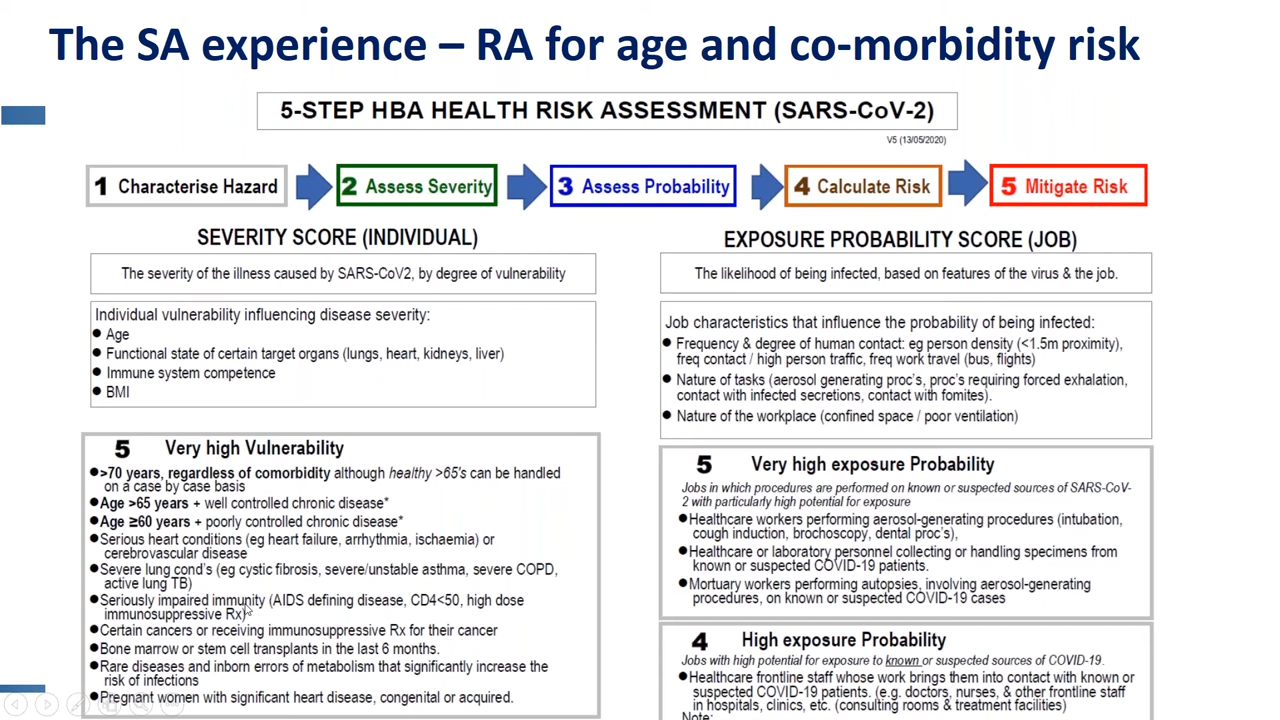 The SA experience – RA for age and co-morbidity risk
5-STEP HBA HEALTH RISK ASSESSMENT (SARS-CoV-2)
V5 (13/05/2020)
1 Characterise Hazard
2 Assess Severity
3 Assess Probability
4 Calculate Risk
5 Mitigate Risk
SEVERITY SCORE (INDIVIDUAL)
The severity of the illness caused by SARS-CoV2, by degree of vulnerability
Individual vulnerability influencing disease severity:
● Age
● Functional state of certain target organs (lungs, heart, kidneys, liver)
● Immune system competence
● BMI
5 Very high Vulnerability
●>70 years, regardless of comorbidity although healthy >65's can be handled
on a case by case basis
●Age >65 years + well controlled chronic disease*
●Age ≥60 years + poorly controlled chronic disease*
●Serious heart conditions (eg heart failure, arrhythmia, ischaemia) or
cerebrovascular disease
●Severe lung cond's (eg cystic fibrosis, severe/unstable asthma, severe COPD,
active lung TB)
●Seriously impaired immunity (AIDS defining disease, CD4<50, high dose
immunosuppressive Rx)
●Certain cancers or receiving immunosuppressive Rx for their cancer
●Bone marrow or stem cell transplants in the last 6 months.
●Rare diseases and inborn errors of metabolism that significantly increase the
risk of infections
●Pregnant women with significant heart disease, congenital or acquired.
EXPOSURE PROBABILITY SCORE (JOB)
The likelihood of being infected, based on features of the virus & the job.
Job characteristics that influence the probability of being infected:
● Frequency & degree of human contact: eg person density (<1.5m proximity),
freq contact / high person traffic, freq work travel (bus, flights)
● Nature of tasks (aerosol generating proc's, proc's requiring forced exhalation,
contact with infected secretions, contact with fomites).
● Nature of the workplace (confined space / poor ventilation)
5 Very high exposure Probability
Jobs in which procedures are performed on known or suspected sources of SARS-CoV-
2 with particularly high potential for exposure
●Healthcare workers performing aerosol-generating procedures (intubation,
cough induction, brochoscopy, dental proc's),
●Healthcare or laboratory personnel collecting or handling specimens from
known or suspected COVID-19 patients.
●Mortuary workers performing autopsies, involving aerosol-generating
procedures, on known or suspected COVID-19 cases
4 High exposure Probability
Jobs with high potential for exposure to known or suspected sources of COVID-19.
●Healthcare frontline staff whose work brings them into contact with known or
suspected COVID-19 patients. (e.g. doctors, nurses, & other frontline staff
in hospitals, clinics, etc. (consulting rooms & treatment facilities)
Note: